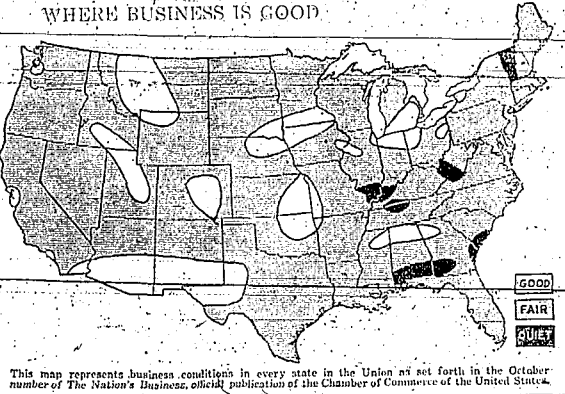 WHERE BUSINESS IS GOOD
GOOD
FAIR
QUIET
This map represents business conditions in every state in the Union as set forth in the October
number of The Nation's Business, official publication of the Chamber of Commerce of the United States.